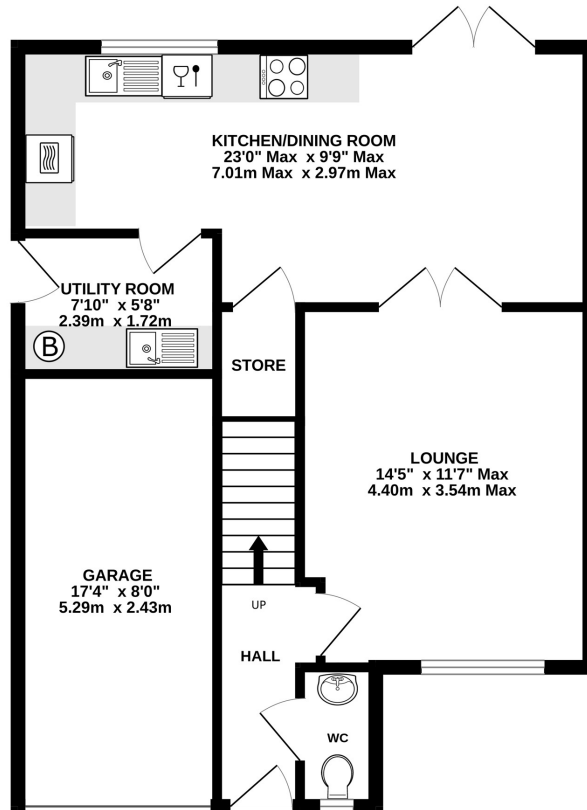 KITCHEN/DINING ROOM
23'0" Max x 9'9" Max
7.01m Max x 2.97m Max
UTILITY ROOM
7'10" x 5'8"
2.39m x 1.72m
B
STORE
LOUNGE
14'5" x 11'7" Max
4.40m x 3.54m Max
GARAGE
17'4" x 8'0"
5.29m x 2.43m
UP
HALL
WC